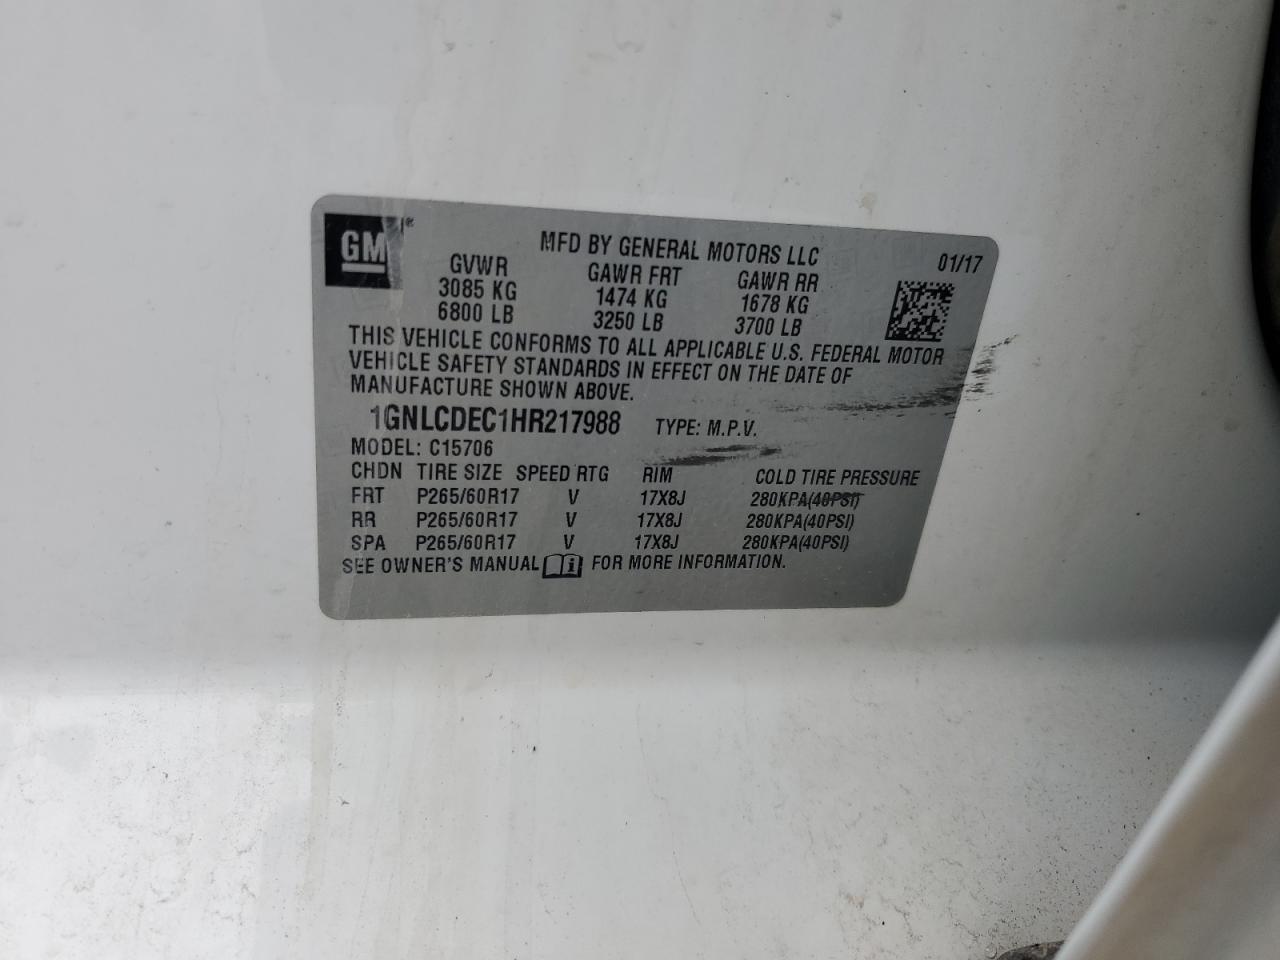 GM®
MFD BY GENERAL MOTORS LLC 01/17
GVWR GAWR FRT GAWR RR
3085 KG 1474 KG 1678 KG
6800 LB 3250 LB 3700 LB
THIS VEHICLE CONFORMS TO ALL APPLICABLE U.S. FEDERAL MOTOR
VEHICLE SAFETY STANDARDS IN EFFECT ON THE DATE OF
MANUFACTURE SHOWN ABOVE.
1GNLCDEC1HR217988 TYPE: M.P.V.
MODEL: C15706
CHDN TIRE SIZE SPEED RTG RIM COLD TIRE PRESSURE
FRT P265/60R17 V 17X8J 280KPA(40PSI)
RR P265/60R17 V 17X8J 280KPA(40PSI)
SPA P265/60R17 V 17X8J 280KPA(40PSI)
SEE OWNER'S MANUAL i FOR MORE INFORMATION.